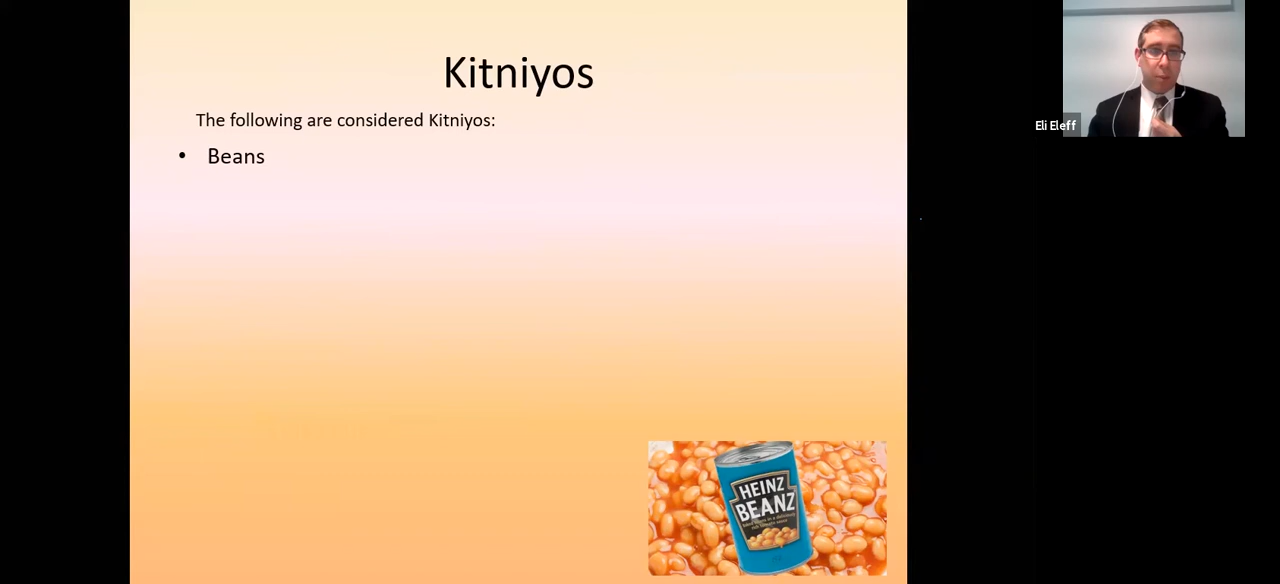 Kitniyos
The following are considered Kitniyos:
• Beans
Eli Eleff
HEINZ
BEANZ